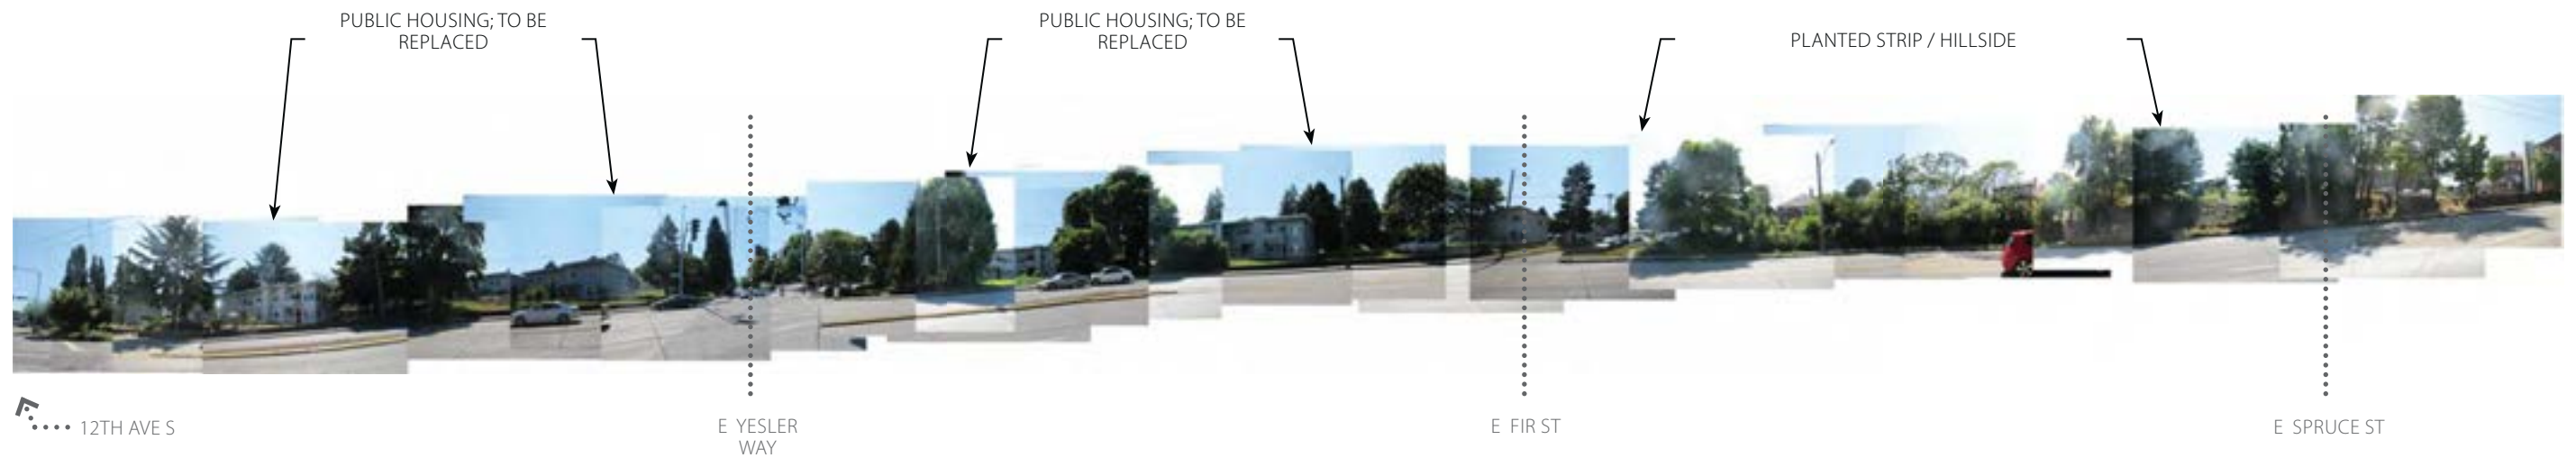 PUBLIC HOUSING; TO BE
REPLACED
PUBLIC HOUSING; TO BE
REPLACED
PLANTED STRIP / HILLSIDE
12TH AVE S
E YESLER
WAY
E FIR ST
E SPRUCE ST